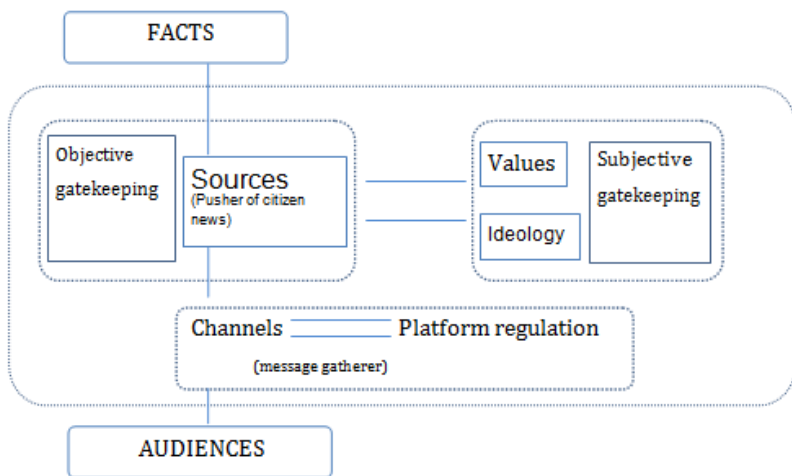 FACTS
Objective
gatekeeping
Sources
(Pusher of citizen
news)
Values
Ideology
Subjective
gatekeeping
Channels
Platform regulation
(message gatherer)
AUDIENCES